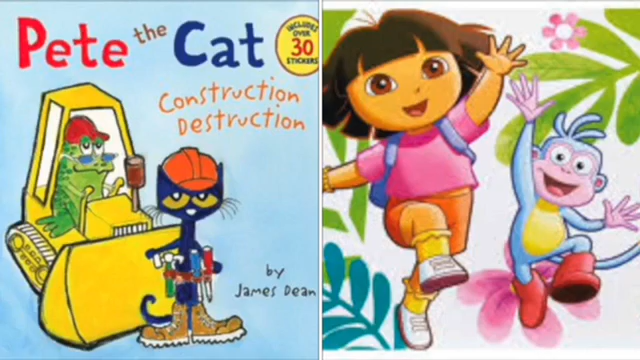 Pete the Cat
INCLUDES
OVER
30
STICKERS
Construction
Destruction
by
James Dean